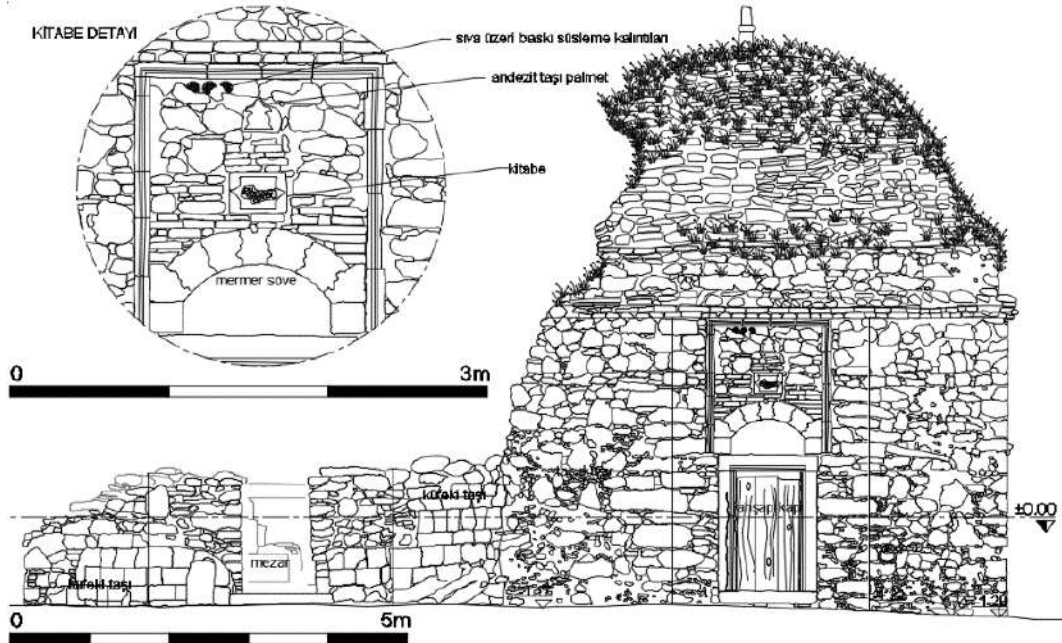 KİTABE DETAYI
sıva üzeri baskı süsleme kalıntıları
andezit taşı palmet
kitabe
mermer söve
0 3m
küfeki taşı
ahşap kapı
±0,00
mezar
küfeki taşı
0 5m